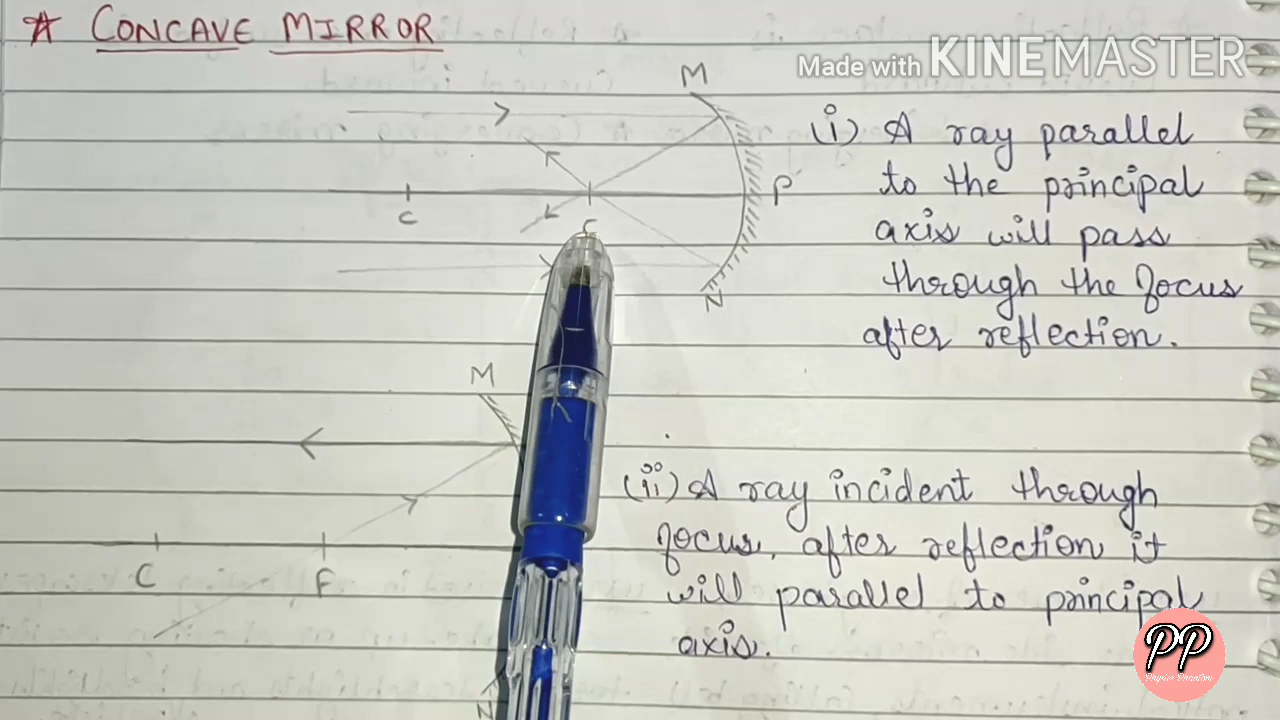 ☆ CONCAVE MIRROR
Made with KINEMASTER
M
(i) A ray parallel
to the principal
axis will pass
through the focus
after reflection.
C
P
N
M
(ii) A ray incident through
focus, after reflection it
will parallel to principal
axis.
C
F
N
PP